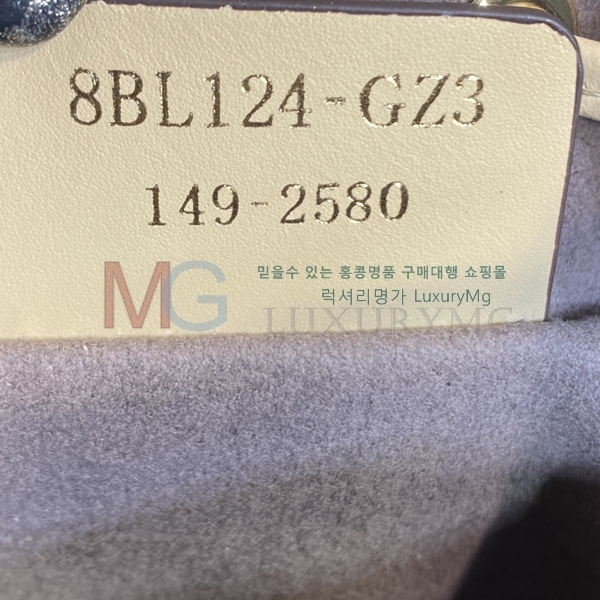 8BL124-GZ3
149-2580
MG
믿을수 있는 홍콩명품 구매대행 쇼핑몰
럭셔리명가 LuxuryMg
LUXURYMG